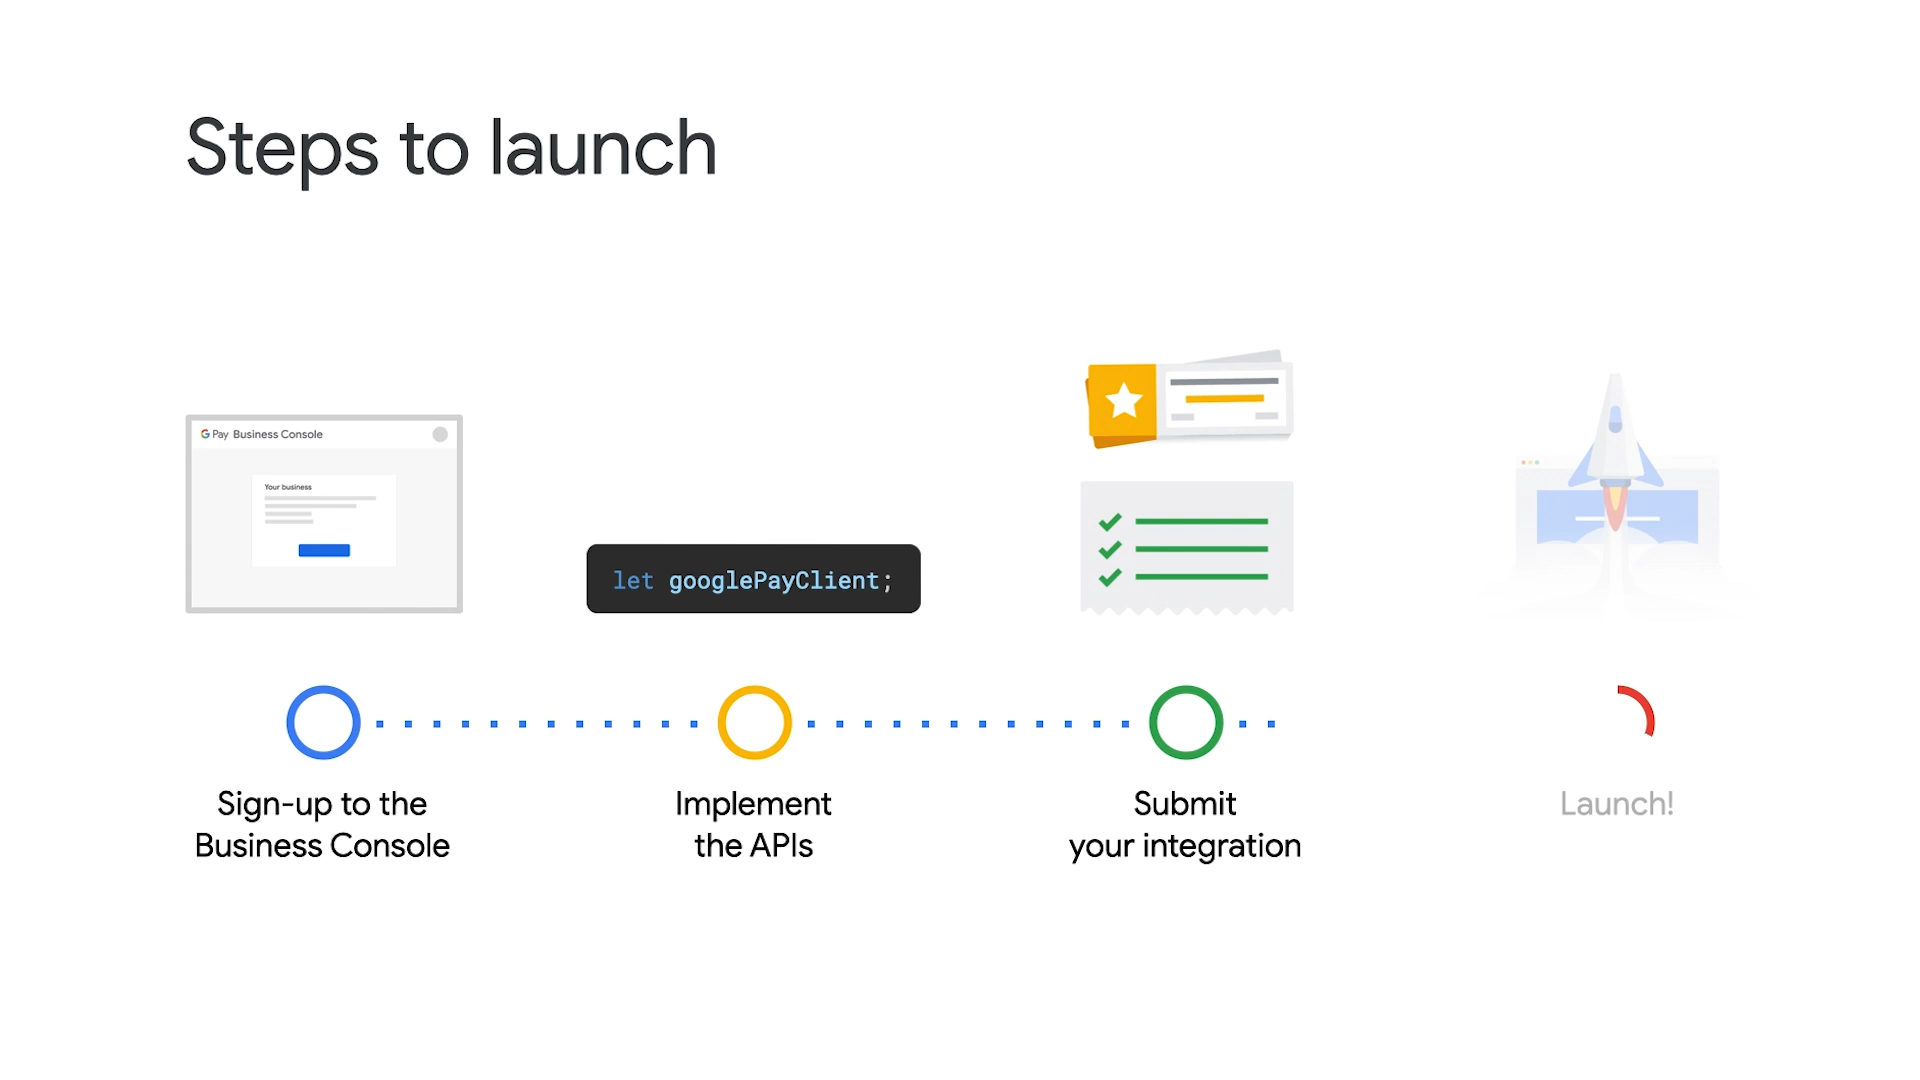 Steps to launch
G Pay Business Console
Your business
let googlePayClient;
Sign-up to the
Business Console
Implement
the APIs
Submit
your integration
Launch!